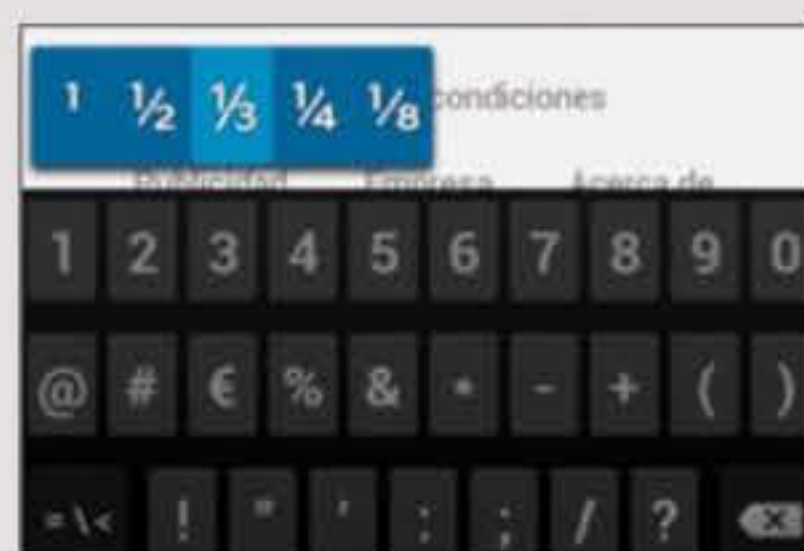 ¹ ½ ⅓ ¼ ⅛ condiciones
Publicidad Empresa Acerca de
1 2 3 4 5 6 7 8 9 0
@ # € % & * - + ( )
= \ < ! " ' : ; / ?